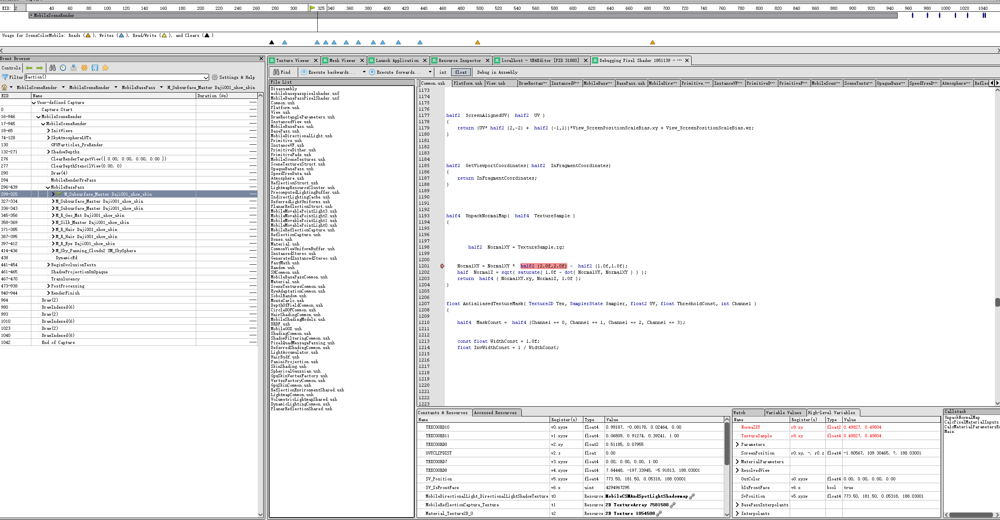 EID: 2 40 60 80 100 120 140 160 180 200 220 240 260 280 300 325 340 360 380 400 420 440 460 480 500 520 540 560 580 600 620 640 660 680 700 720 740 760 780 800 820 840 860 880 900 920 940 960 980 1000 1020 1040
+ MobileSceneRender
Usage for SceneColorMobile: Reads ( ), Writes ( ), Read/Write ( ), and Clears ( )
Event Browser
Controls
Filter $action() Settings & Help
MobileSceneRender MobileSceneRender MobileBasePass M_Subsurface_Master Daji001_show_skin
EID Name Duration (µs)
User-defined Capture
0 Capture Start
16-946 MobileSceneRender
17-945 MobileSceneRender
18-65 InitViews
74-128 SkyAtmosphereLUTs
130 GPUParticles_PreRender
132-271 ShadowDepths
276 ClearRenderTargetView({ 0.00, 0.00, 0.00, 0.00 })
277 ClearDepthStencilView(0.00, 0)
290 Draw(4)
294 MobileRenderPrePass
296-439 MobileBasePass
299-325 M_Subsurface_Master Daji001_show_skin
327-334 M_Subsurface_Master Daji001_show_skin
336-343 M_Subsurface_Master Daji001_show_skin
345-356 M_R_Geo_Mst Daji001_show_skin
358-369 M_Silk_Master Daji001_show_skin
371-385 M_R_Hair Daji001_show_skin
387-395 M_R_Hair Daji001_show_skin
397-412 M_R_Eye Daji001_show_skin
414-436 M_Sky_Panning_Clouds2 SM_SkySphere
438 DynamicEd
441-454 BeginOcclusionTests
461-465 ShadowProjectionOnOpaque
467-470 Translucency
473-938 PostProcessing
940-944 RenderFinish
964 Draw(2)
980 DrawIndexed(6)
993 Draw(2)
1010 DrawIndexed(6)
1023 Draw(2)
1040 DrawIndexed(6)
1042 End of Capture
Texture Viewer Mesh Viewer Launch Application Resource Inspector localhost - UE4Editor [PID 31880] Debugging Pixel Shader 1851139 - ...
Find Execute backwards... Execute forwards... int float Debug in Assembly
File List
Disassembly
mobilebasepasspixelshader.usf
MobileBasePassPixelShader.usf
Common.ush
Platform.ush
View.ush
DrawRectangleParameters.ush
InstancedView.ush
MobileBasePass.ush
BasePass.ush
MobileDirectionalLight.ush
Primitive.ush
InstanceVF.ush
PrimitiveDither.ush
PrimitiveFade.ush
MobileSceneTextures.ush
SceneTexturesStruct.ush
OpaqueBasePass.ush
SpeedTreeData.ush
Atmosphere.ush
ReflectionStruct.ush
LightmapResourceCluster.ush
PrecomputedLightingBuffer.ush
IndirectLightingCache.ush
DeferredLightUniforms.ush
PlanarReflectionStruct.ush
MobileMovablePointLight3.ush
MobileMovablePointLight2.ush
MobileMovablePointLight1.ush
MobileMovablePointLight0.ush
MobileReflectionCapture.ush
ReflectionCapture.ush
Bones.ush
Material.ush
CommonViewUniformBuffer.ush
InstancedStereo.ush
GeneratedInstancedStereo.ush
FastMath.ush
Random.ush
SHCommon.ush
MobileBasePassCommon.ush
Material.ush
SceneTexturesCommon.ush
EyeAdaptationCommon.ush
SobolRandom.ush
MonteCarlo.ush
DepthOfFieldCommon.ush
CircleDOFCommon.ush
HairShadingCommon.ush
MobileShadingModels.ush
BRDF.ush
MobileGGX.ush
ShadingCommon.ush
ShadowFilteringCommon.ush
PixelQuadMessagePassing.ush
DeferredShadingCommon.ush
LightAccumulator.ush
HairBsdf.ush
PaniniProjection.ush
SkinShading.ush
SphericalGaussian.ush
GpuSkinVertexFactory.ush
VertexFactoryCommon.ush
GpuSkinCommon.ush
ReflectionEnvironmentShared.ush
LightmapCommon.ush
VolumetricLightmapShared.ush
DynamicLightingCommon.ush
PlanarReflectionShared.ush
Common.ush Platform.ush View.ush DrawRectan... InstancedV... MobileBase... BasePass.ush MobileDire... Primitive.... InstanceVF... PrimitiveD... PrimitiveF... MobileScen... SceneTextu... OpaqueBase... SpeedTreeD... Atmosphere... Reflec
1173
1174
1175
1176
1177 half2 ScreenAlignedUV( half2 UV )
1178 {
1179 return (UV* half2 (2,-2) + half2 (-1,1))*View_ScreenPositionScaleBias.xy + View_ScreenPositionScaleBias.wz;
1180 }
1181
1182
1183
1184
1185 half2 GetViewportCoordinates( half2 InFragmentCoordinates)
1186 {
1187 return InFragmentCoordinates;
1188 }
1189
1190
1191
1192
1193 half4 UnpackNormalMap( half4 TextureSample )
1194 {
1195
1196
1197
1198 half2 NormalXY = TextureSample.rg;
1199
1200
1201 NormalXY = NormalXY * half2 (2.0f,2.0f) - half2 (1.0f,1.0f);
1202 half NormalZ = sqrt( saturate( 1.0f - dot( NormalXY, NormalXY ) ) );
1203 return half4 ( NormalXY.xy, NormalZ, 1.0f );
1204 }
1205
1206
1207 float AntialiasedTextureMask( Texture2D Tex, SamplerState Sampler, float2 UV, float ThresholdConst, int Channel )
1208 {
1209
1210 half4 MaskConst = half4 (Channel == 0, Channel == 1, Channel == 2, Channel == 3);
1211
1212
1213 const float WidthConst = 1.0f;
1214 float InvWidthConst = 1 / WidthConst;
1215
1216
1217
1218
1219
1220
1221
1222
1223
Constants & Resources Accessed Resources
Name Register(s) Type Value
TEXCOORD10 v0.xyzw float4 0.99187, -0.08178, 0.02464, 0.00
TEXCOORD11 v1.xyzw float4 0.06809, 0.91274, 0.39241, 1.00
TEXCOORD0 v2.xy float2 0.51185, 0.07955
OUTCLIPDIST v2.z float 0.00
TEXCOORD7 v3.xyzw float4 0.00, 0.00, 0.00, 1.00
TEXCOORD8 v4.xyzw float4 7.84448, -197.33945, -5.91813, 188.03001
SV_Position v5.xyzw float4 773.50, 181.50, 0.05318, 188.03001
SV_IsFrontFace v6.x uint 4294967295
MobileDirectionalLight_DirectionalLightShadowTexture t0 Resource MobileCSMAndSpotLightShadowmap
MobileReflectionCapture_Texture t1 Resource 2D TextureArray 7581588
Material_Texture2D_0 t2 Resource 2D Texture 1854508
Watch Variable Values High-level Variables
Name Register(s) Type Value
NormalXY r8.xy float2 0.49827, 0.49804
TextureSample r8.xy float4 0.49827, 0.49804
Parameters
ScreenPosition r0.xy, -, r0.z float4 -1.80567, 109.30465, ?, 188.03001
MaterialParameters
ResolvedView
OutColor o0.xyzw float4 0.00, 0.00, 0.00, 0.00
bIsFrontFace v6.x bool true
SvPosition v5.xyzw float4 773.50, 181.50, 0.05318, 188.03001
BasePassInterpolants
Interpolants
Callstack
UnpackNormalMap
CalcPixelMaterialInputs
CalcMaterialParametersEx
Main